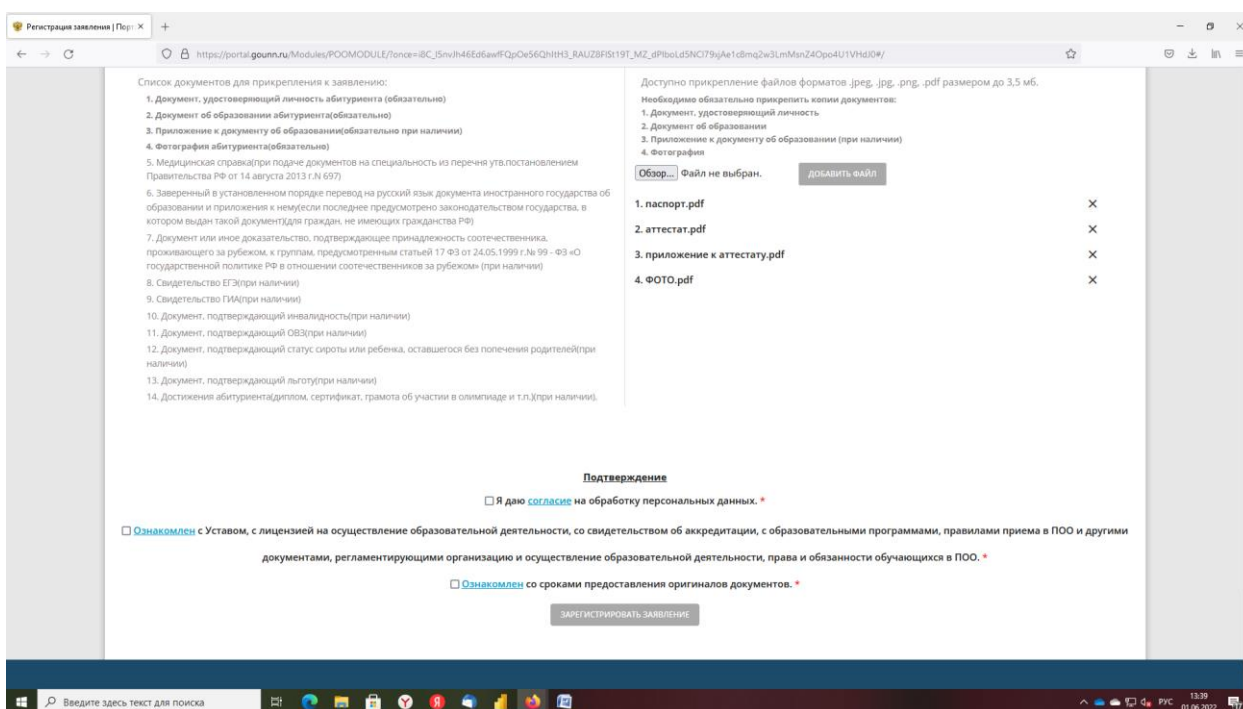 Регистрация заявления | Порт
https://portal.gounn.ru/Modules/POOMODULE/
Список документов для прикрепления к заявлению:
1. Документ, удостоверяющий личность абитуриента (обязательно)
2. Документ об образовании абитуриента(обязательно)
3. Приложение к документу об образовании(обязательно при наличии)
4. Фотография абитуриента(обязательно)
5. Медицинская справка(при подаче документов на специальность из перечня утв.постановлением
Правительства РФ от 14 августа 2013 г.N 697)
6. Заверенный в установленном порядке перевод на русский язык документа иностранного государства об
образовании и приложения к нему(если последнее предусмотрено законодательством государства, в
котором выдан такой документ)(для граждан, не имеющих гражданства РФ)
7. Документ или иное доказательство, подтверждающее принадлежность соотечественника,
проживающего за рубежом, к группам, предусмотренным статьей 17 ФЗ от 24.05.1999 г.№ 99 - ФЗ «О
государственной политике РФ в отношении соотечественников за рубежом» (при наличии)
8. Свидетельство ЕГЭ(при наличии)
9. Свидетельство ГИА(при наличии)
10. Документ, подтверждающий инвалидность(при наличии)
11. Документ, подтверждающий ОВЗ(при наличии)
12. Документ, подтверждающий статус сироты или ребенка, оставшегося без попечения родителей(при
наличии)
13. Документ, подтверждающий льготу(при наличии)
14. Достижения абитуриента(диплом, сертификат, грамота об участии в олимпиаде и т.п.)(при наличии).
Доступно прикрепление файлов форматов .jpeg, .jpg, .png, .pdf размером до 3,5 мб.
Необходимо обязательно прикрепить копии документов:
1. Документ, удостоверяющий личность
2. Документ об образовании
3. Приложение к документу об образовании (при наличии)
4. Фотография
Обзор... Файл не выбран. ДОБАВИТЬ ФАЙЛ
1. паспорт.pdf
2. аттестат.pdf
3. приложение к аттестату.pdf
4. ФОТО.pdf
Подтверждение
Я даю согласие на обработку персональных данных. *
Ознакомлен с Уставом, с лицензией на осуществление образовательной деятельности, со свидетельством об аккредитации, с образовательными программами, правилами приема в ПОО и другими
документами, регламентирующими организацию и осуществление образовательной деятельности, права и обязанности обучающихся в ПОО. *
Ознакомлен со сроками предоставления оригиналов документов. *
ЗАРЕГИСТРИРОВАТЬ ЗАЯВЛЕНИЕ
Введите здесь текст для поиска
РУС
13:39
01.06.2022